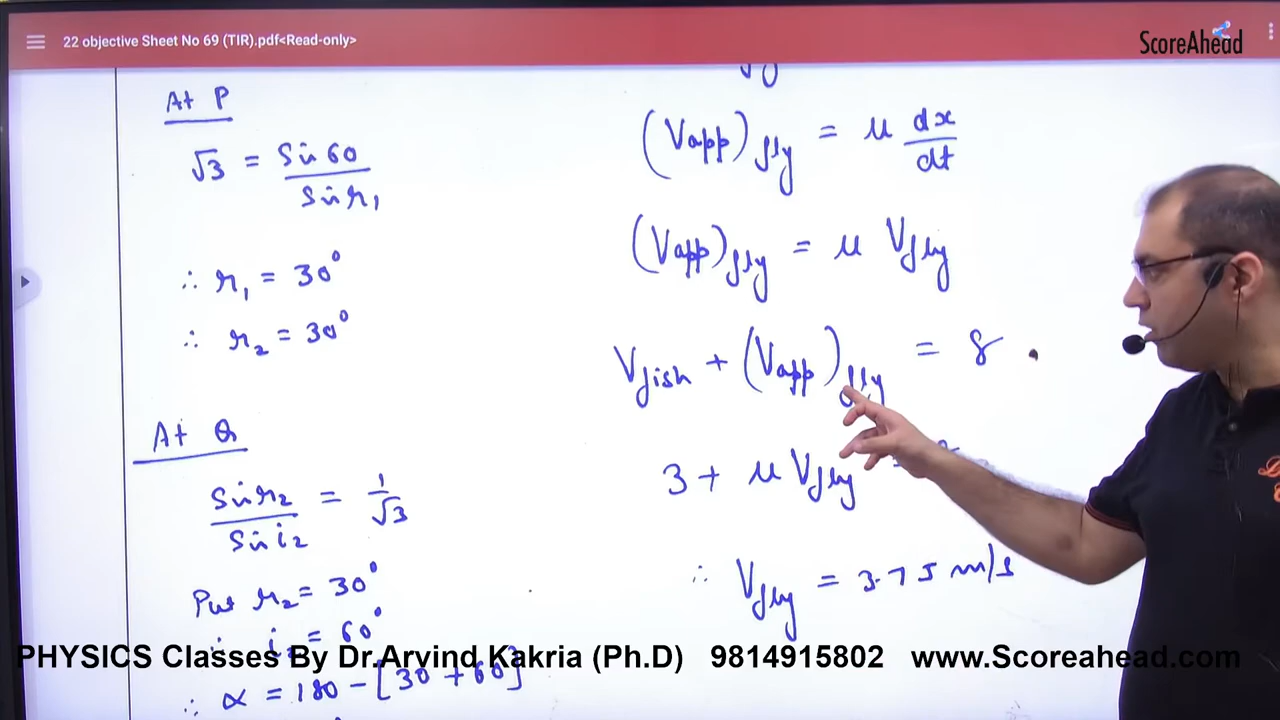 22 objective Sheet No 69 (TIR).pdf<Read-only>
ScoreAhead
At P
√3 = Sin 60 / Sin r₁
∴ r₁ = 30°
∴ r₂ = 30°
At Q
Sin r₂ / Sin i₂ = 1/√3
Put r₂ = 30°
∴ i₂ = 60°
∴ α = 180 - [30 + 60]
(Vapp)fly = μ dx/dt
(Vapp)fly = μ Vfly
Vfish + (Vapp)fly = 8
3 + μ Vfly =
∴ Vfly = 3.75 m/s
PHYSICS Classes By Dr.Arvind Kakria (Ph.D) 9814915802 www.Scoreahead.com